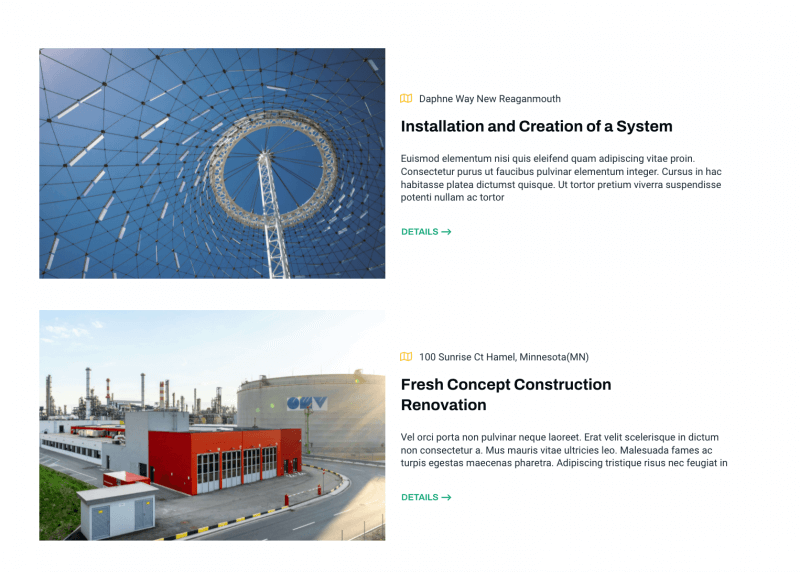 Daphne Way New Reaganmouth
Installation and Creation of a System
Euismod elementum nisi quis eleifend quam adipiscing vitae proin.
Consectetur purus ut faucibus pulvinar elementum integer. Cursus in hac
habitasse platea dictumst quisque. Ut tortor pretium viverra suspendisse
potenti nullam ac tortor
DETAILS
100 Sunrise Ct Hamel, Minnesota(MN)
Fresh Concept Construction
Renovation
OMV
Vel orci porta non pulvinar neque laoreet. Erat velit scelerisque in dictum
non consectetur a. Mus mauris vitae ultricies leo. Malesuada fames ac
turpis egestas maecenas pharetra. Adipiscing tristique risus nec feugiat in
DETAILS